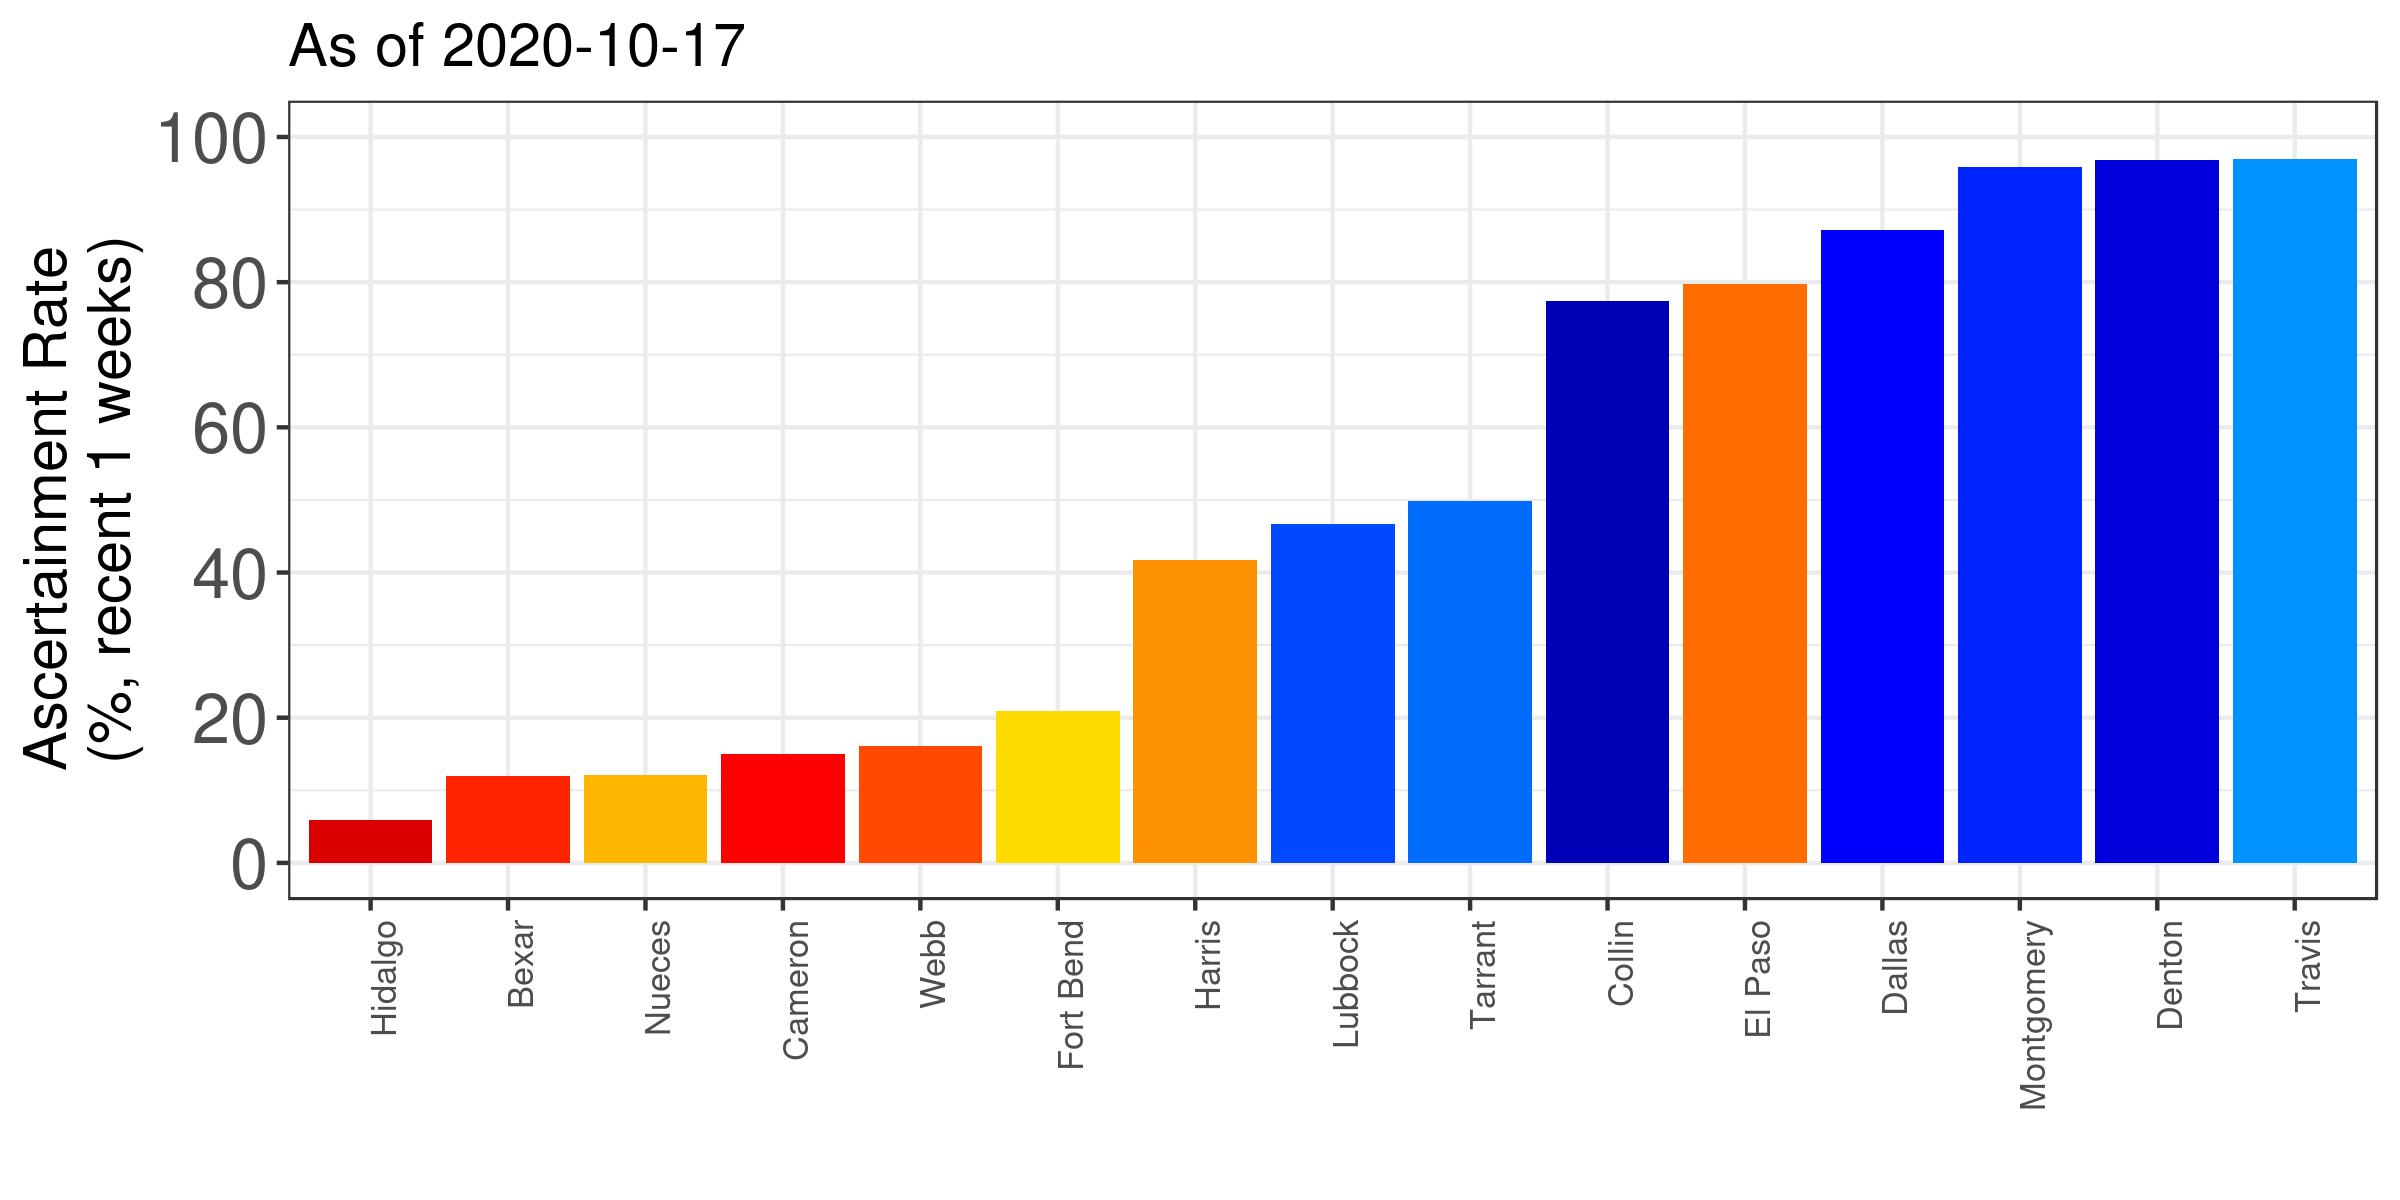 As of 2020-10-17
Ascertainment Rate
(%, recent 1 weeks)
100
80
60
40
20
0
Hidalgo
Bexar
Nueces
Cameron
Webb
Fort Bend
Harris
Lubbock
Tarrant
Collin
El Paso
Dallas
Montgomery
Denton
Travis